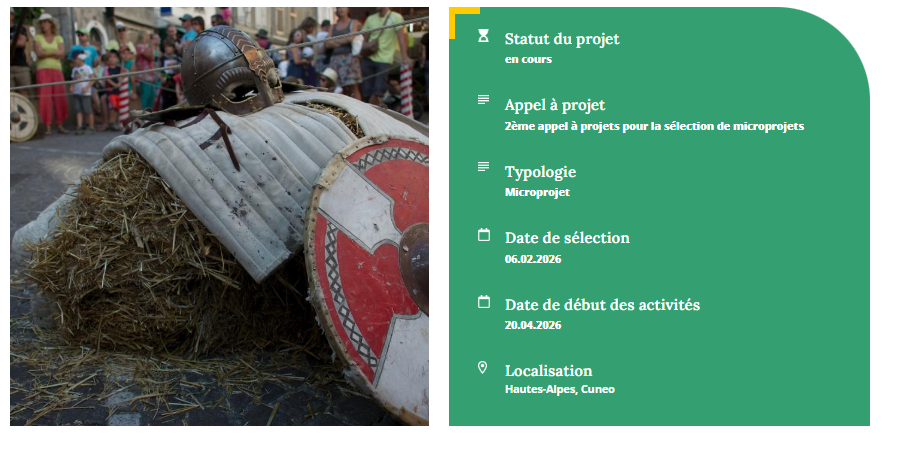 Statut du projet
en cours
Appel à projet
2ème appel à projets pour la sélection de microprojets
Typologie
Microprojet
Date de sélection
06.02.2026
Date de début des activités
20.04.2026
Localisation
Hautes-Alpes, Cuneo